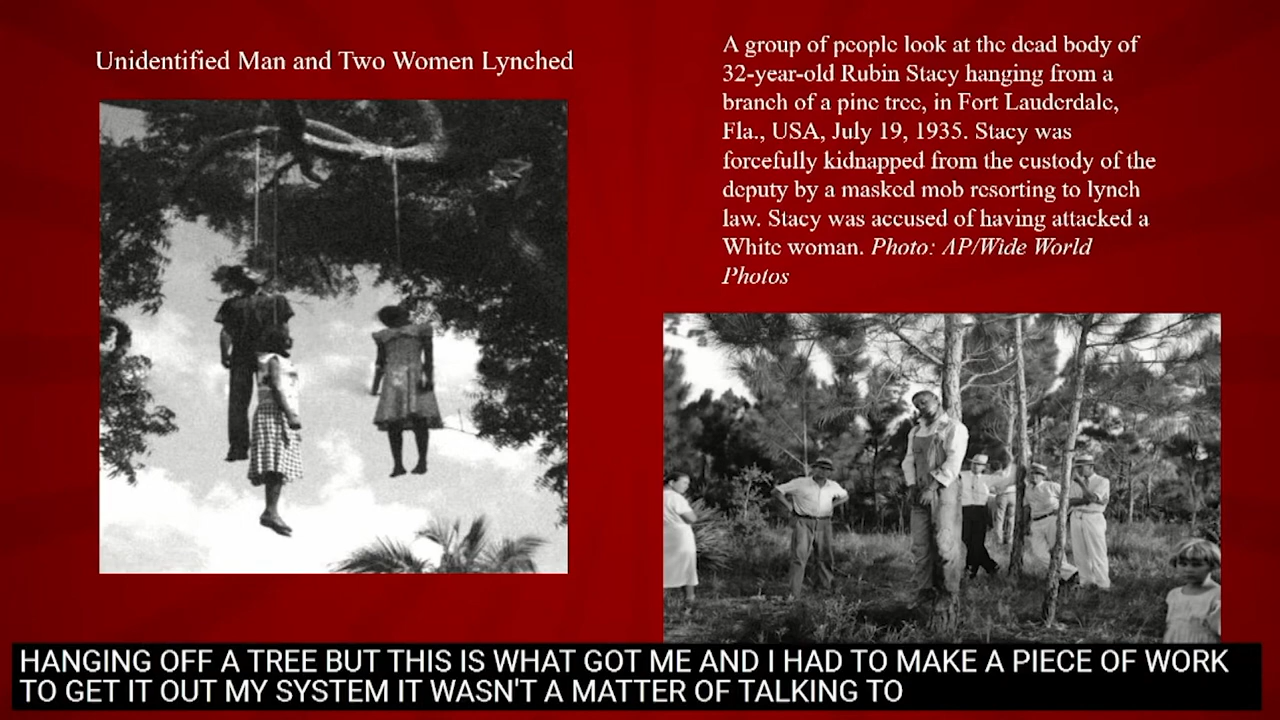 Unidentified Man and Two Women Lynched
A group of people look at the dead body of
32-year-old Rubin Stacy hanging from a
branch of a pine tree, in Fort Lauderdale,
Fla., USA, July 19, 1935. Stacy was
forcefully kidnapped from the custody of the
deputy by a masked mob resorting to lynch
law. Stacy was accused of having attacked a
White woman. Photo: AP/Wide World
Photos
HANGING OFF A TREE BUT THIS IS WHAT GOT ME AND I HAD TO MAKE A PIECE OF WORK
TO GET IT OUT MY SYSTEM IT WASN'T A MATTER OF TALKING TO